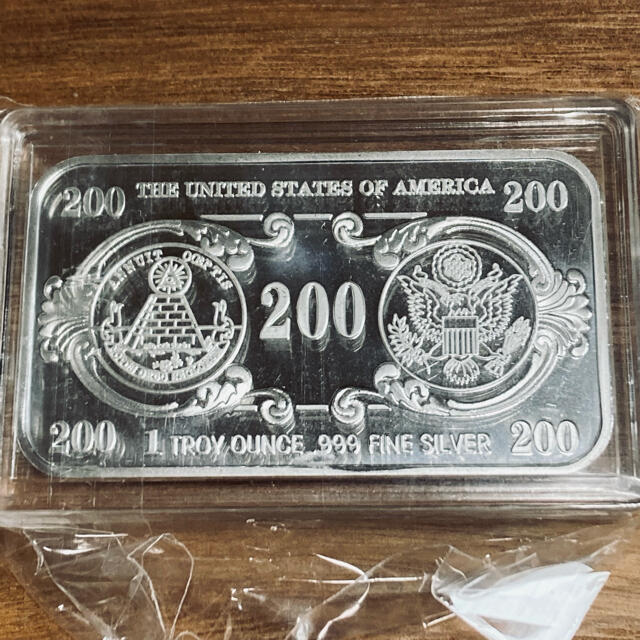 200 THE UNITED STATES OF AMERICA 200
200
200 1 TROY OUNCE .999 FINE SILVER 200